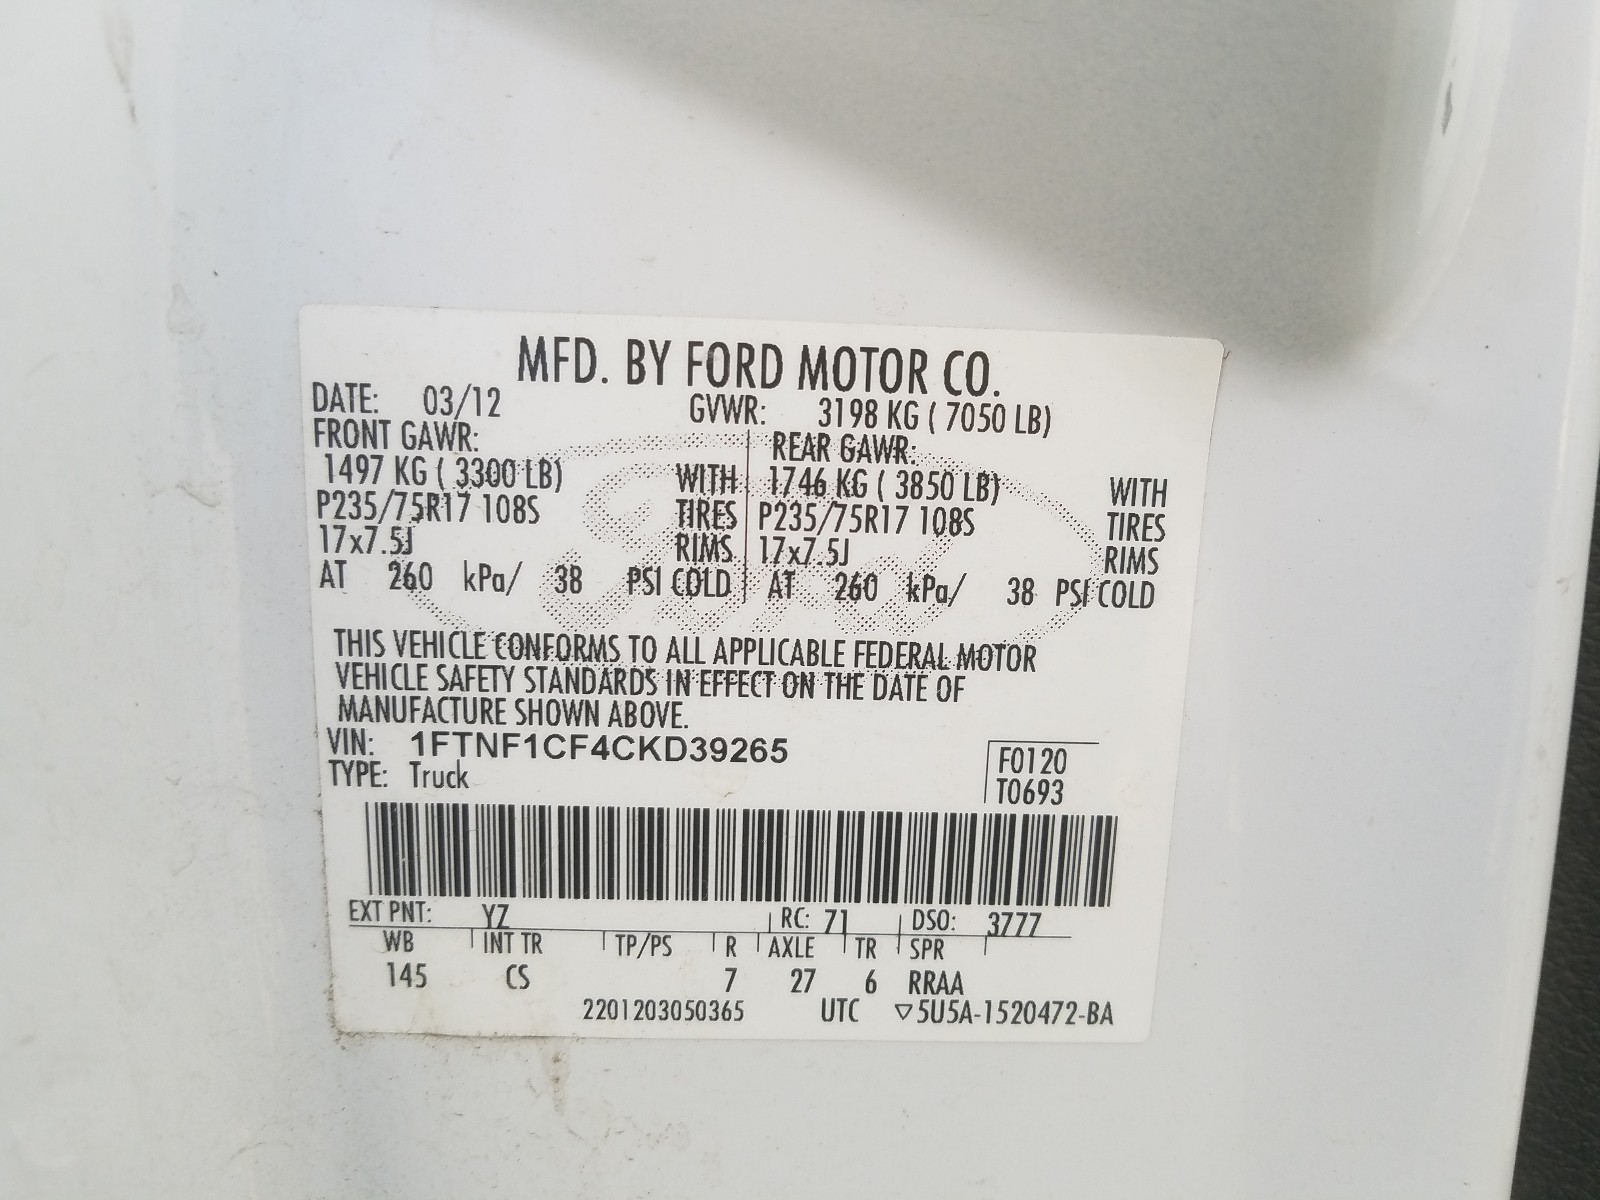 MFD. BY FORD MOTOR CO.
DATE: 03/12 GVWR: 3198 KG ( 7050 LB)
FRONT GAWR: REAR GAWR:
1497 KG ( 3300 LB) WITH 1746 KG ( 3850 LB) WITH
P235/75R17 108S TIRES P235/75R17 108S TIRES
17x7.5J RIMS 17x7.5J RIMS
AT 260 kPa/ 38 PSI COLD AT 260 kPa/ 38 PSI COLD
Ford
THIS VEHICLE CONFORMS TO ALL APPLICABLE FEDERAL MOTOR
VEHICLE SAFETY STANDARDS IN EFFECT ON THE DATE OF
MANUFACTURE SHOWN ABOVE.
VIN: 1FTNF1CF4CKD39265
F0120
TYPE: Truck
T0693
EXT PNT: YZ RC: 71 DSO: 3777
WB INT TR TP/PS R AXLE TR SPR
145 CS 7 27 6 RRAA
2201203050365 UTC ▽5U5A-1520472-BA